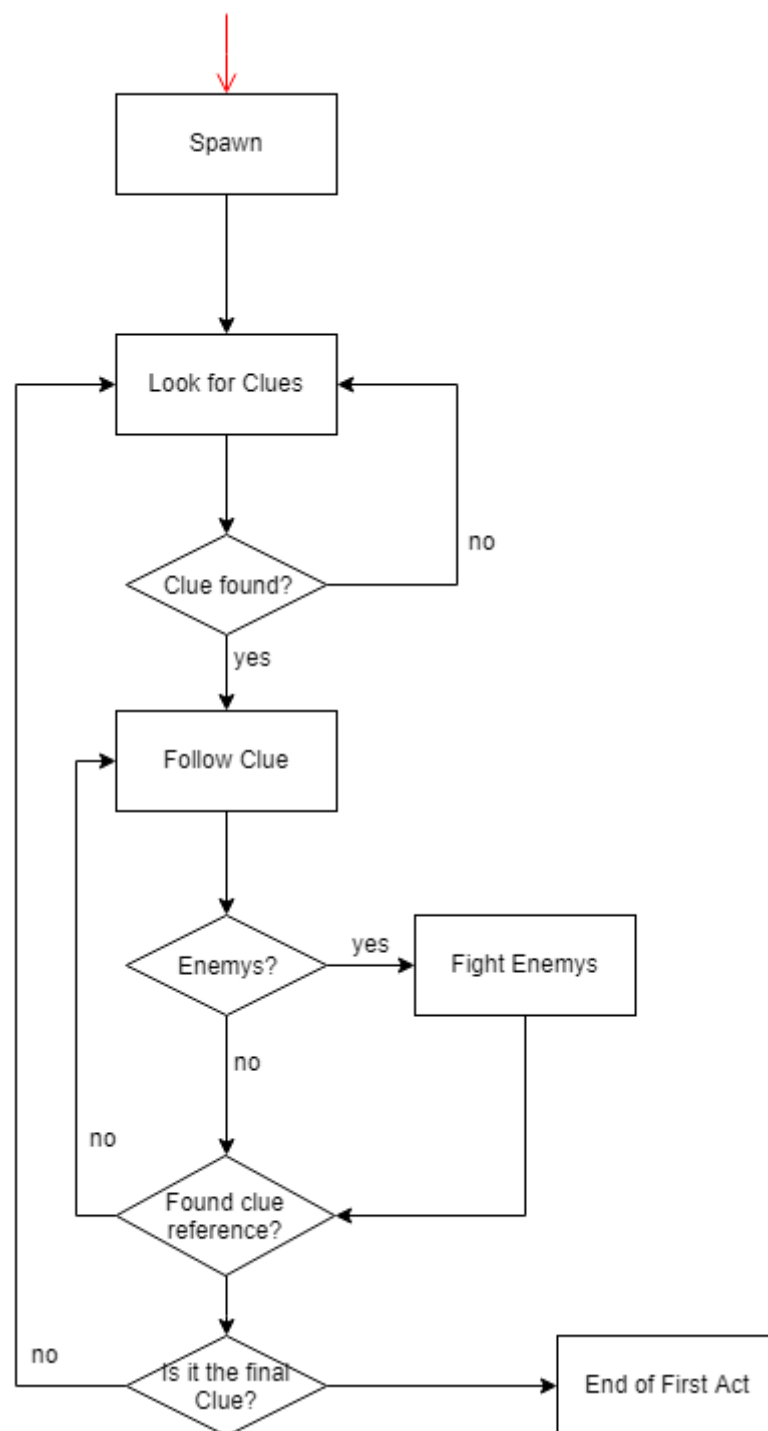 Spawn
Look for Clues
no
Clue found?
yes
Follow Clue
Enemys?
yes
Fight Enemys
no
no
Found clue
reference?
no
Is it the final
Clue?
End of First Act